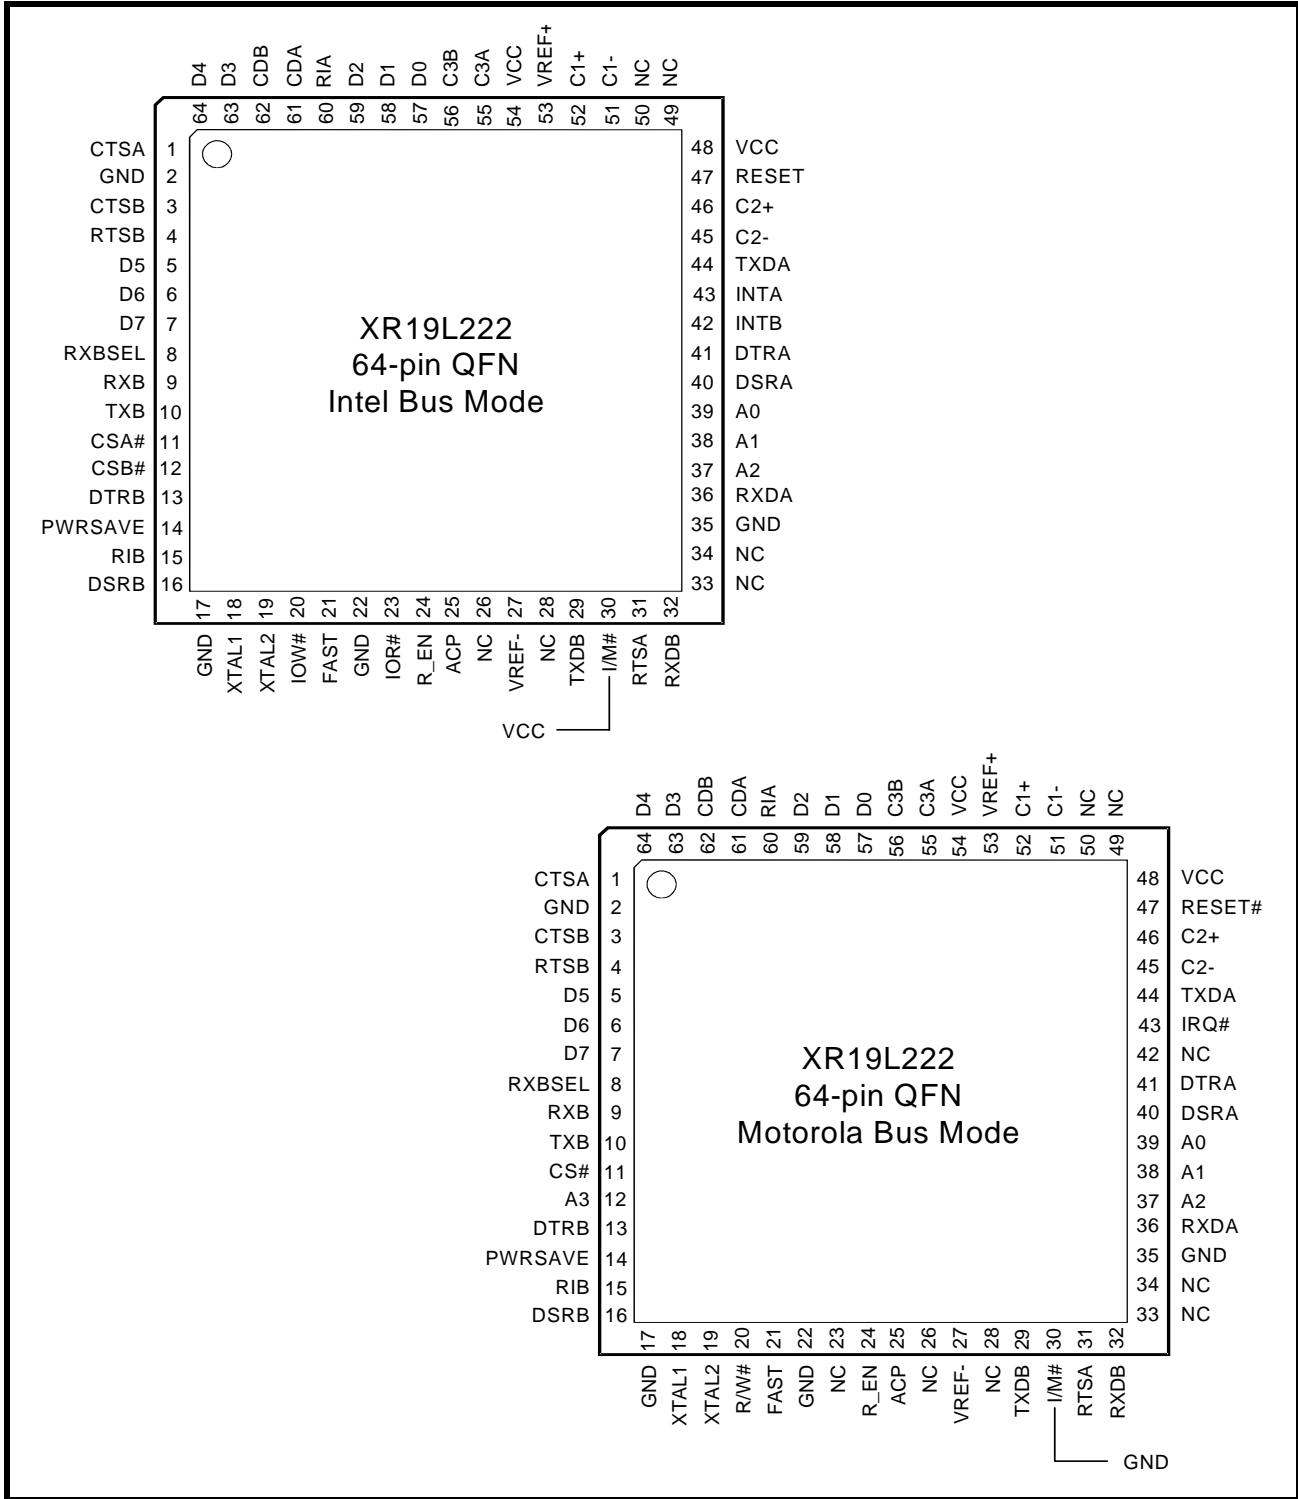 D4 D3 CDB CDA RIA D2 D1 D0 C3B C3A VCC VREF+ C1+ C1- NC NC
64 63 62 61 60 59 58 57 56 55 54 53 52 51 50 49
CTSA 1
GND 2
CTSB 3
RTSB 4
D5 5
D6 6
D7 7
RXBSEL 8
RXB 9
TXB 10
CSA# 11
CSB# 12
DTRB 13
PWRSAVE 14
RIB 15
DSRB 16
XR19L222
64-pin QFN
Intel Bus Mode
48 VCC
47 RESET
46 C2+
45 C2-
44 TXDA
43 INTA
42 INTB
41 DTRA
40 DSRA
39 A0
38 A1
37 A2
36 RXDA
35 GND
34 NC
33 NC
17 18 19 20 21 22 23 24 25 26 27 28 29 30 31 32
GND XTAL1 XTAL2 IOW# FAST GND IOR# R_EN ACP NC VREF- NC TXDB I/M# RTSA RXDB
VCC
D4 D3 CDB CDA RIA D2 D1 D0 C3B C3A VCC VREF+ C1+ C1- NC NC
64 63 62 61 60 59 58 57 56 55 54 53 52 51 50 49
CTSA 1
GND 2
CTSB 3
RTSB 4
D5 5
D6 6
D7 7
RXBSEL 8
RXB 9
TXB 10
CS# 11
A3 12
DTRB 13
PWRSAVE 14
RIB 15
DSRB 16
XR19L222
64-pin QFN
Motorola Bus Mode
48 VCC
47 RESET#
46 C2+
45 C2-
44 TXDA
43 IRQ#
42 NC
41 DTRA
40 DSRA
39 A0
38 A1
37 A2
36 RXDA
35 GND
34 NC
33 NC
17 18 19 20 21 22 23 24 25 26 27 28 29 30 31 32
GND XTAL1 XTAL2 R/W# FAST GND NC R_EN ACP NC VREF- NC TXDB I/M# RTSA RXDB
GND